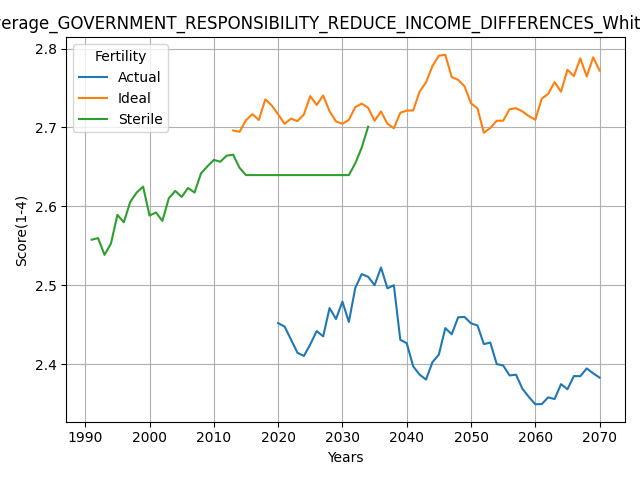 verage_GOVERNMENT_RESPONSIBILITY_REDUCE_INCOME_DIFFERENCES_Whit
2.8
2.7
2.6
2.5
2.4
Score(1-4)
Fertility
Actual
Ideal
Sterile
1990 2000 2010 2020 2030 2040 2050 2060 2070
Years